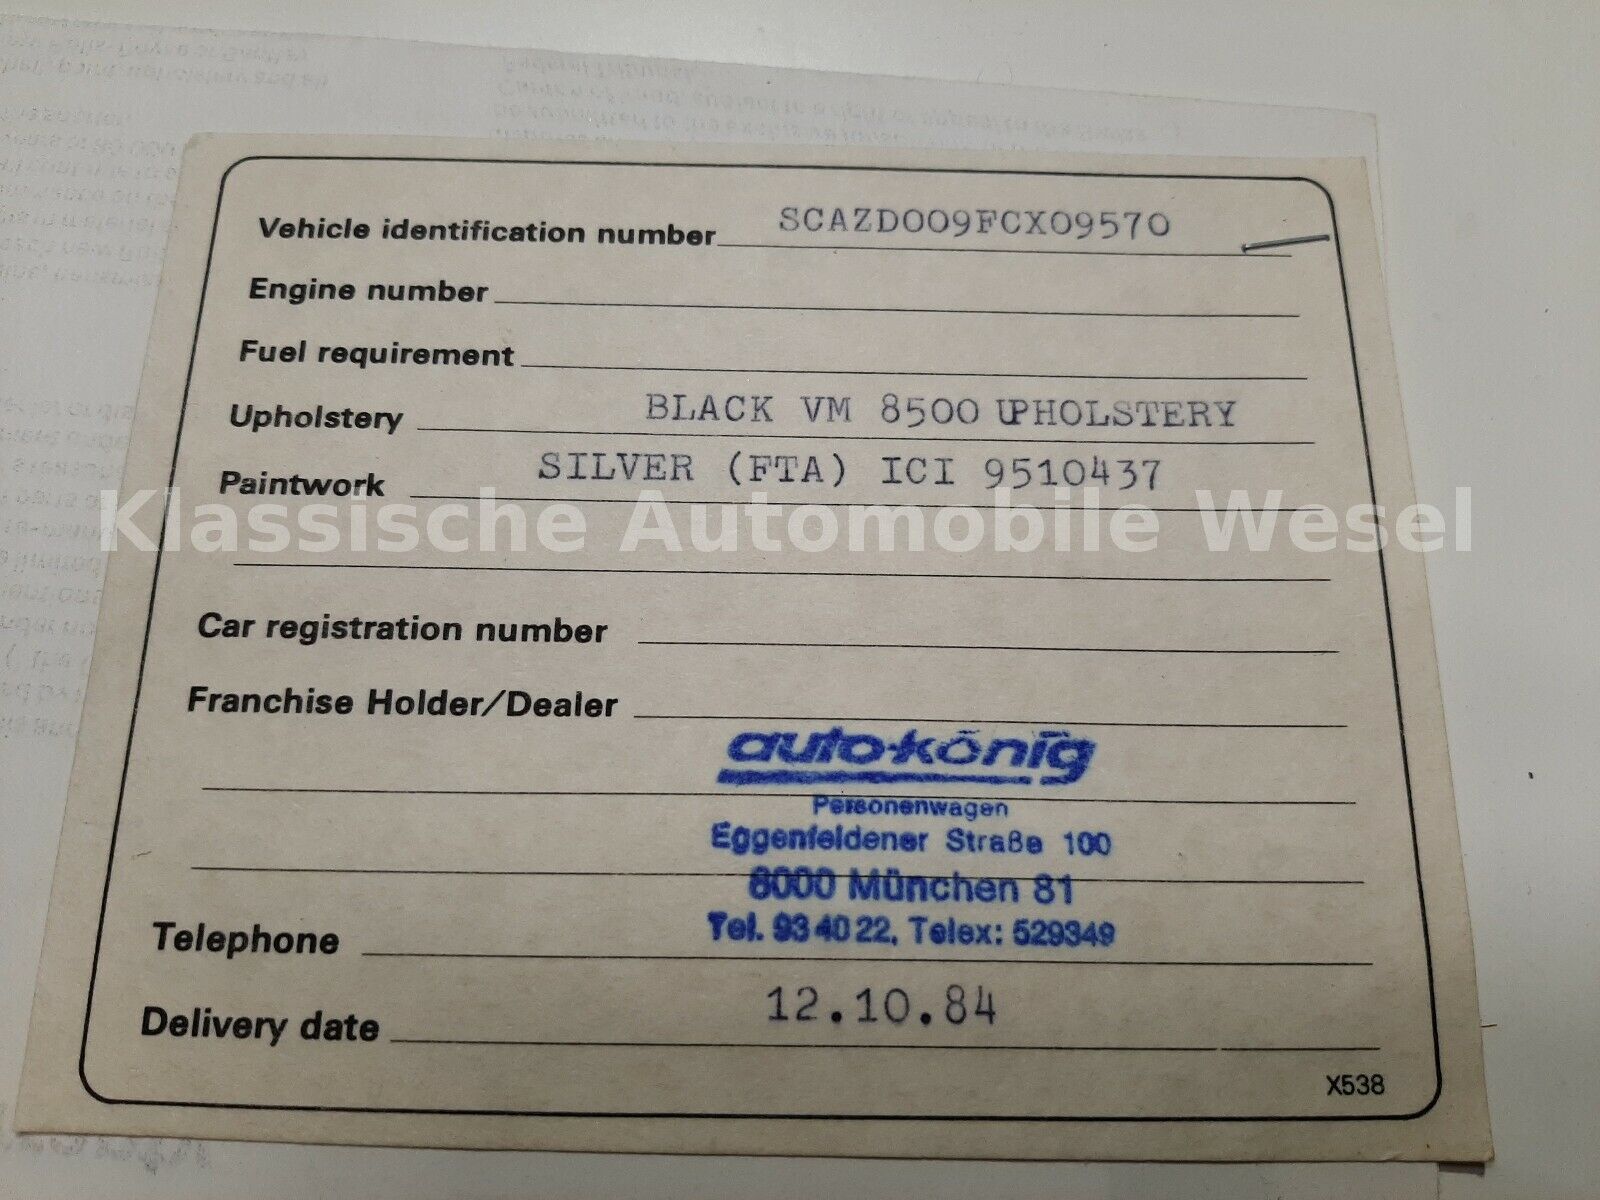 Vehicle identification number SCAZD009FCX09570
Engine number
Fuel requirement
Upholstery BLACK VM 8500 UPHOLSTERY
Paintwork SILVER (FTA) ICI 9510437
Klassische Automobile Wesel
Car registration number
Franchise Holder/Dealer
auto-könig
Personenwagen
Eggenfeldener Straße 100
8000 München 81
Tel. 93 40 22, Telex: 529349
Telephone
Delivery date 12.10.84
X538